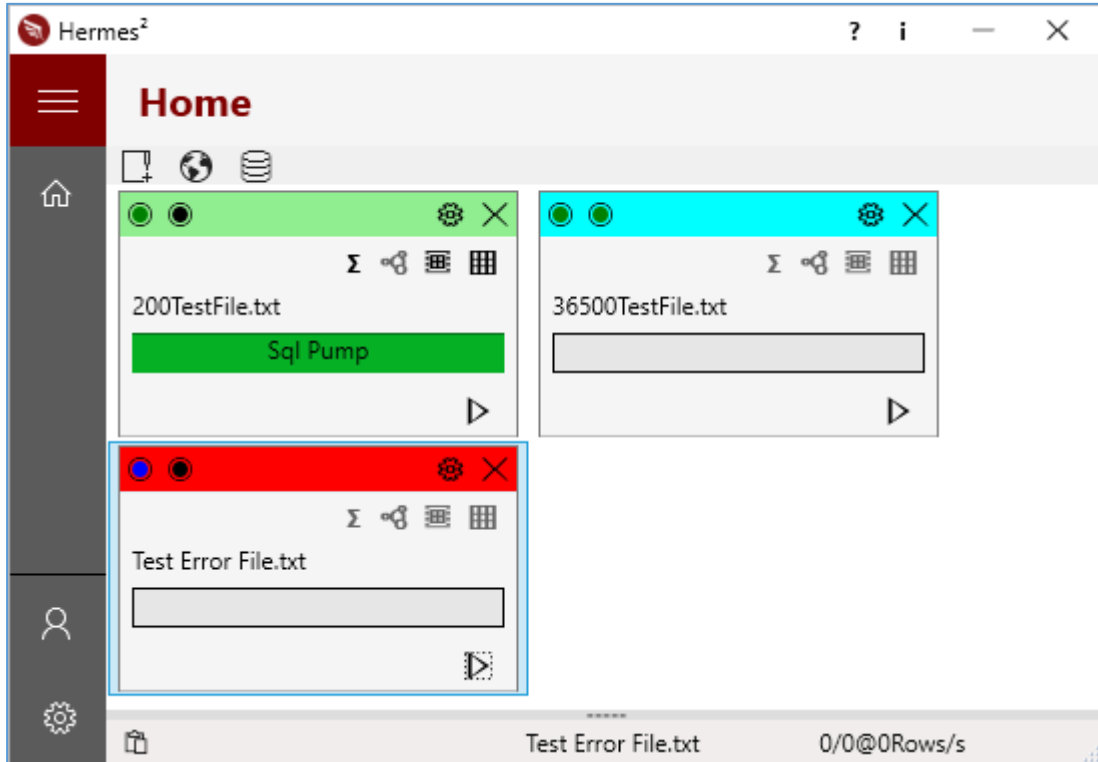 Hermes²
? i
Home
Σ
Σ
200TestFile.txt
36500TestFile.txt
Sql Pump
Σ
Test Error File.txt
Test Error File.txt 0/0@0Rows/s